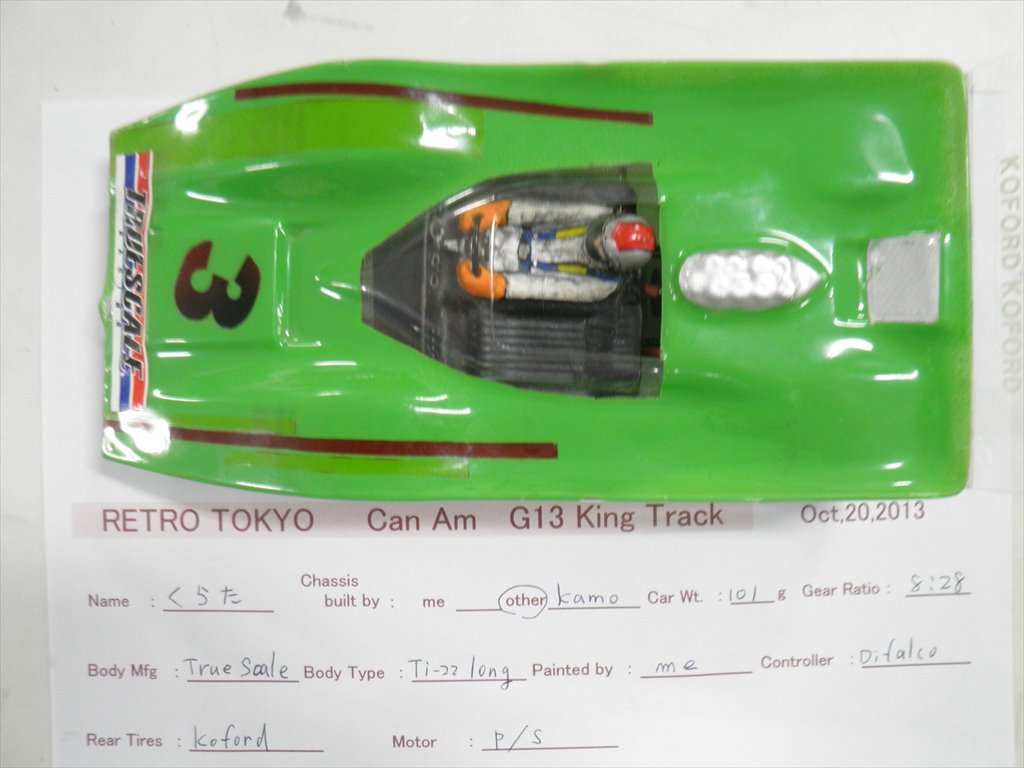 TRUESCALE
3
KOFORD KOFORD
RETRO TOKYO Can Am G13 King Track Oct,20,2013
Name : くらた Chassis built by : me other kamo Car Wt. : 101 g Gear Ratio : 8:28
Body Mfg : True Scale Body Type : Ti-22 long Painted by : me Controller : Difalco
Rear Tires : Koford Motor : P/S